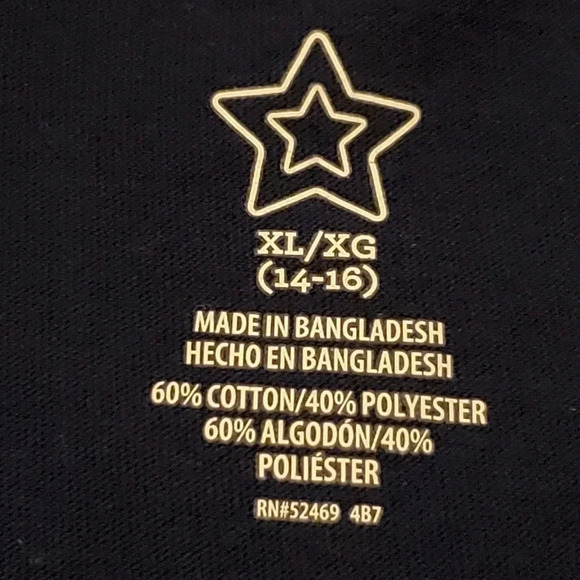 XL/XG
(14-16)
MADE IN BANGLADESH
HECHO EN BANGLADESH
60% COTTON/40% POLYESTER
60% ALGODÓN/40%
POLIÉSTER
RN#52469 4B7